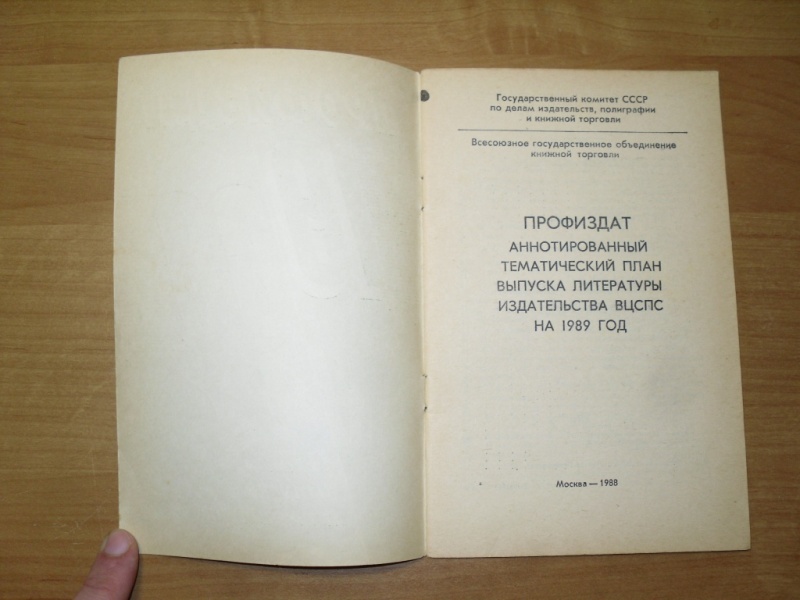 Государственный комитет СССР
по делам издательств, полиграфии
и книжной торговли
Всесоюзное государственное объединение
книжной торговли
ПРОФИЗДАТ
АННОТИРОВАННЫЙ
ТЕМАТИЧЕСКИЙ ПЛАН
ВЫПУСКА ЛИТЕРАТУРЫ
ИЗДАТЕЛЬСТВА ВЦСПС
НА 1989 ГОД
Москва — 1988